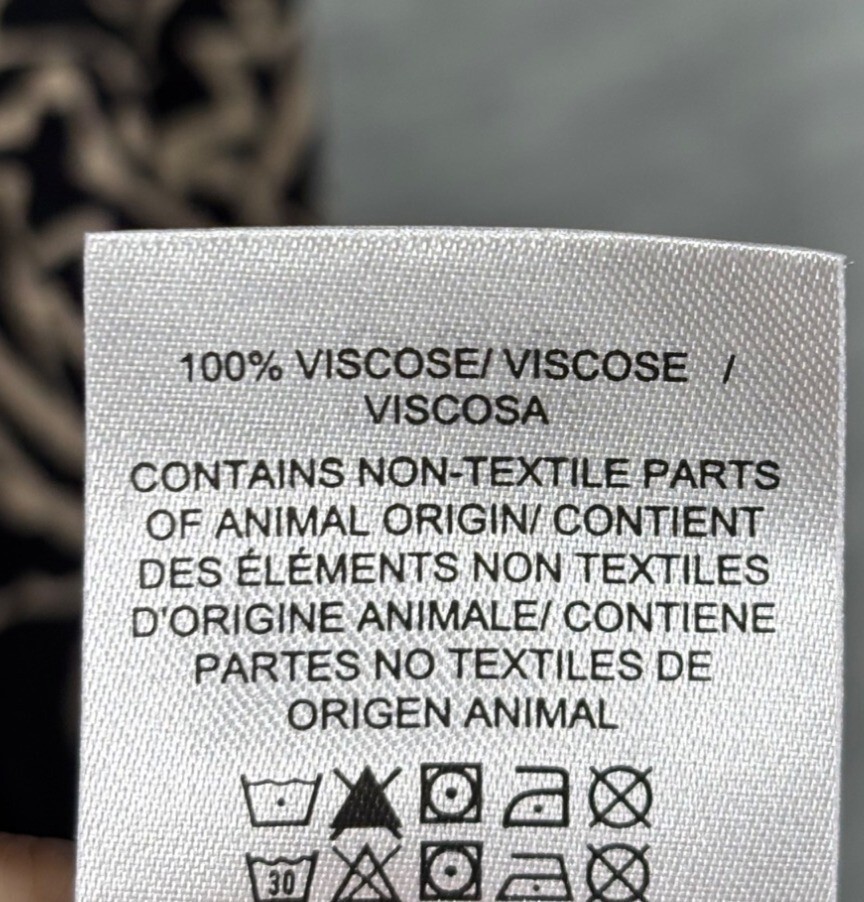 100% VISCOSE/ VISCOSE /
VISCOSA
CONTAINS NON-TEXTILE PARTS
OF ANIMAL ORIGIN/ CONTIENT
DES ÉLÉMENTS NON TEXTILES
D'ORIGINE ANIMALE/ CONTIENE
PARTES NO TEXTILES DE
ORIGEN ANIMAL
30